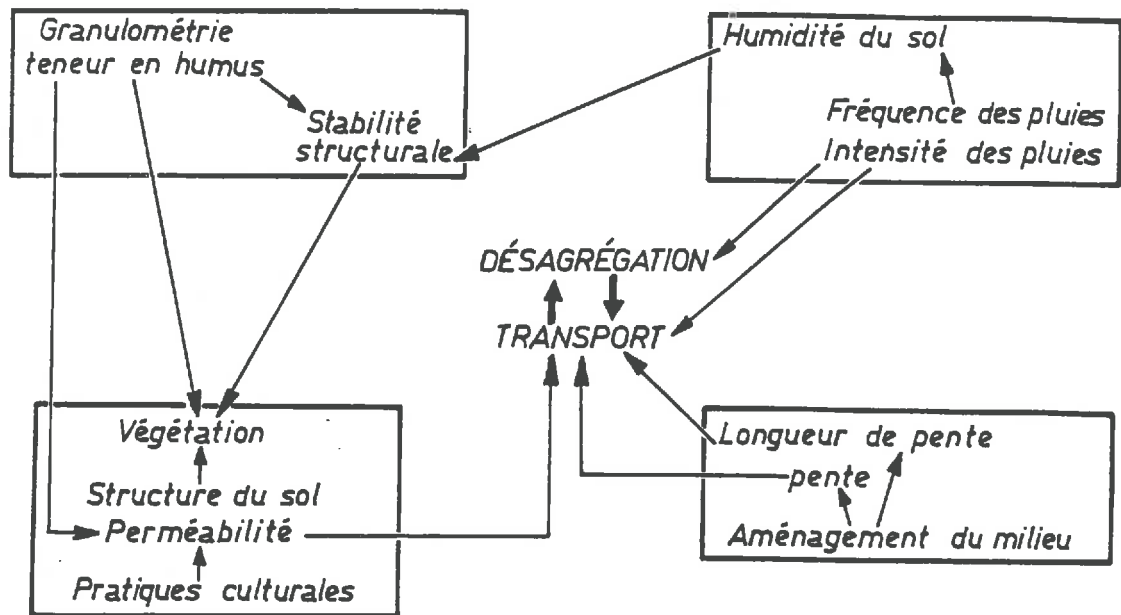 Granulométrie
teneur en humus
Stabilité
structurale
Humidité du sol
Fréquence des pluies
Intensité des pluies
DÉSAGRÉGATION
TRANSPORT
Végétation
Structure du sol
Perméabilité
Pratiques culturales
Longueur de pente
pente
Aménagement du milieu